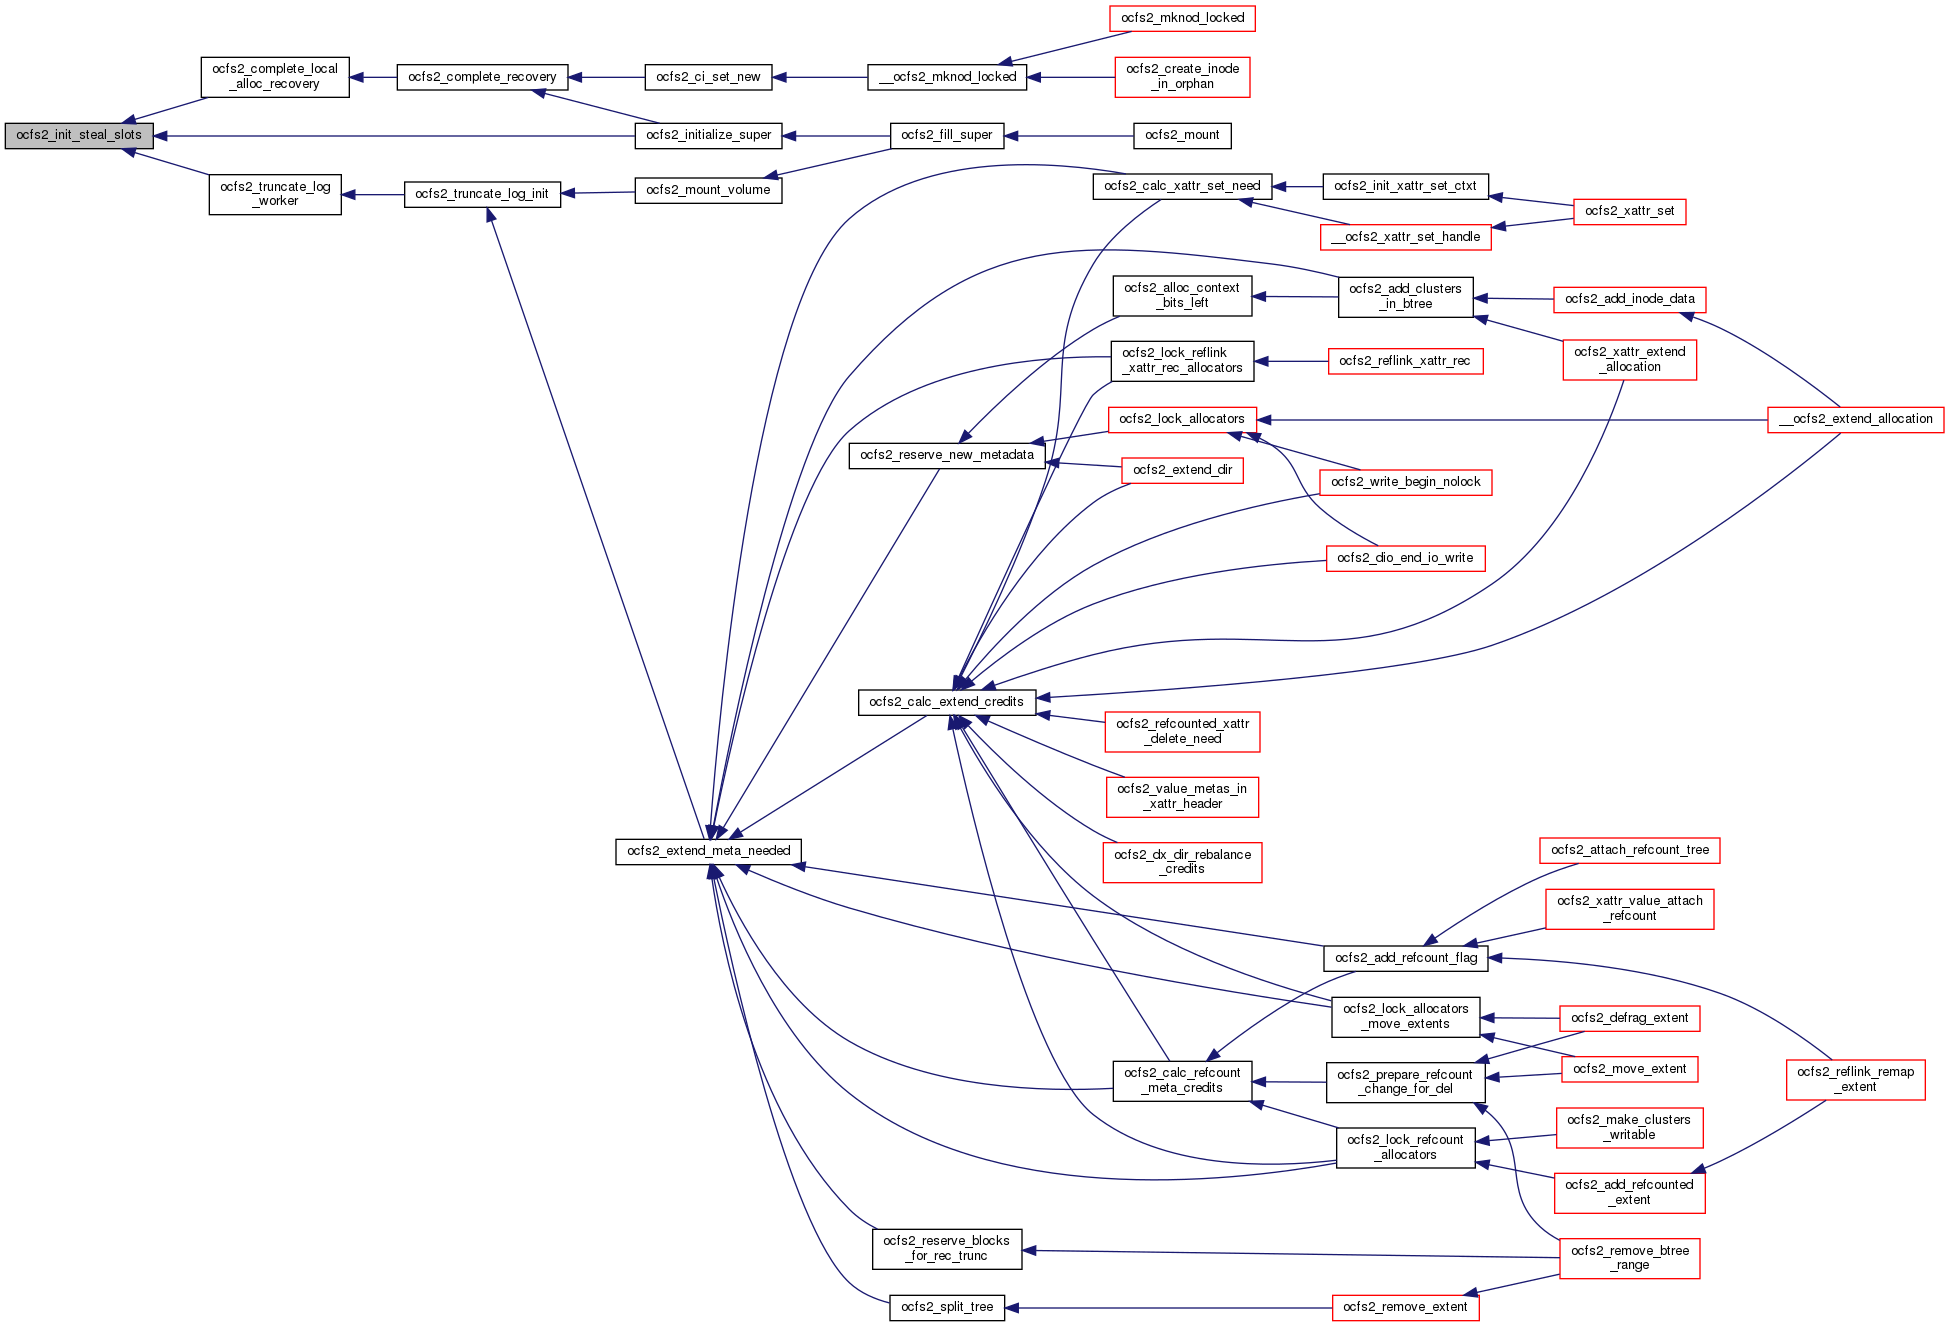 ocfs2_mknod_locked
ocfs2_complete_local
_alloc_recovery
ocfs2_complete_recovery
ocfs2_ci_set_new
__ocfs2_mknod_locked
ocfs2_create_inode
_in_orphan
ocfs2_init_steal_slots
ocfs2_initialize_super
ocfs2_fill_super
ocfs2_mount
ocfs2_truncate_log
_worker
ocfs2_truncate_log_init
ocfs2_mount_volume
ocfs2_calc_xattr_set_need
ocfs2_init_xattr_set_ctxt
ocfs2_xattr_set
__ocfs2_xattr_set_handle
ocfs2_alloc_context
_bits_left
ocfs2_add_clusters
_in_btree
ocfs2_add_inode_data
ocfs2_lock_reflink
_xattr_rec_allocators
ocfs2_reflink_xattr_rec
ocfs2_xattr_extend
_allocation
ocfs2_lock_allocators
__ocfs2_extend_allocation
ocfs2_reserve_new_metadata
ocfs2_extend_dir
ocfs2_write_begin_nolock
ocfs2_dio_end_io_write
ocfs2_calc_extend_credits
ocfs2_refcounted_xattr
_delete_need
ocfs2_value_metas_in
_xattr_header
ocfs2_extend_meta_needed
ocfs2_dx_dir_rebalance
_credits
ocfs2_attach_refcount_tree
ocfs2_xattr_value_attach
_refcount
ocfs2_add_refcount_flag
ocfs2_lock_allocators
_move_extents
ocfs2_defrag_extent
ocfs2_calc_refcount
_meta_credits
ocfs2_prepare_refcount
_change_for_del
ocfs2_move_extent
ocfs2_reflink_remap
_extent
ocfs2_make_clusters
_writable
ocfs2_lock_refcount
_allocators
ocfs2_add_refcounted
_extent
ocfs2_reserve_blocks
_for_rec_trunc
ocfs2_remove_btree
_range
ocfs2_split_tree
ocfs2_remove_extent